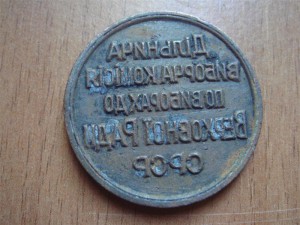 ДІЛЬНИЧНА
ВИБОРЧА КОМІСІЯ
ПО ВИБОРАХ ДО
ВЕРХОВНОЇ РАДИ
СРСР